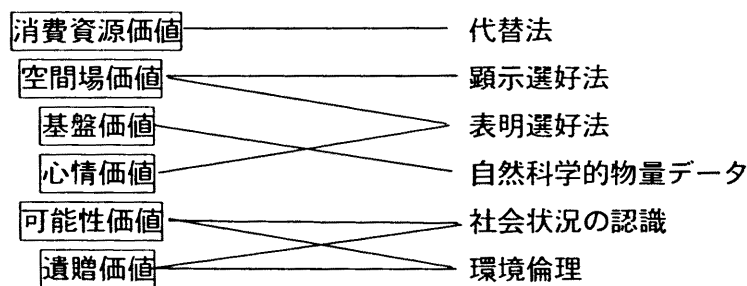 消費資源価値 代替法
空間場価値 顕示選好法
基盤価値 表明選好法
心情価値 自然科学的物量データ
可能性価値 社会状況の認識
遺贈価値 環境倫理